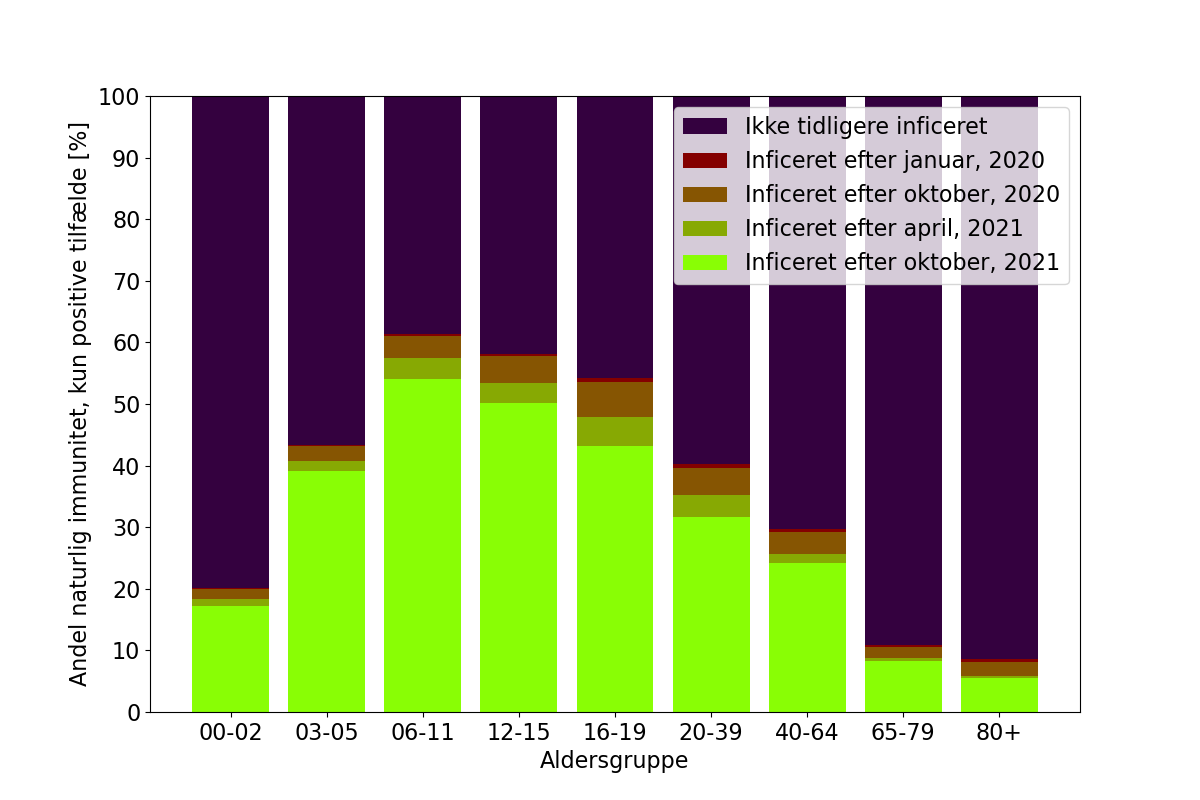 Andel naturlig immunitet, kun positive tilfælde [%]
100
90
80
70
60
50
40
30
20
10
0
Ikke tidligere inficeret
Inficeret efter januar, 2020
Inficeret efter oktober, 2020
Inficeret efter april, 2021
Inficeret efter oktober, 2021
00-02 03-05 06-11 12-15 16-19 20-39 40-64 65-79 80+
Aldersgruppe